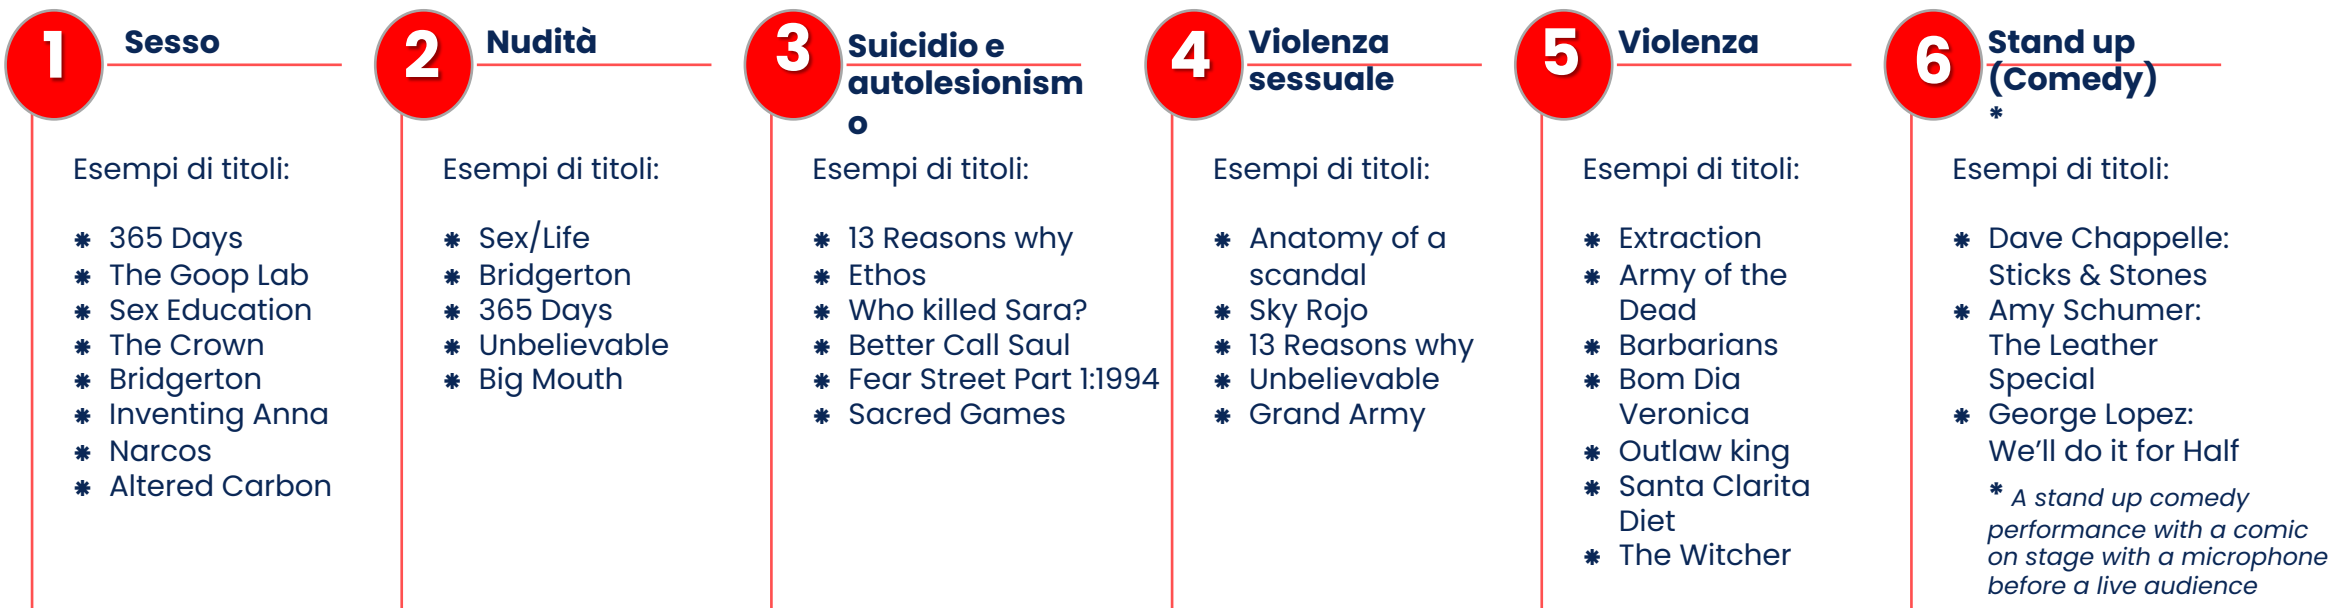 1
Sesso
Esempi di titoli:
⁕ 365 Days
⁕ The Goop Lab
⁕ Sex Education
⁕ The Crown
⁕ Bridgerton
⁕ Inventing Anna
⁕ Narcos
⁕ Altered Carbon
2
Nudità
Esempi di titoli:
⁕ Sex/Life
⁕ Bridgerton
⁕ 365 Days
⁕ Unbelievable
⁕ Big Mouth
3
Suicidio e
autolesionism
o
Esempi di titoli:
⁕ 13 Reasons why
⁕ Ethos
⁕ Who killed Sara?
⁕ Better Call Saul
⁕ Fear Street Part 1:1994
⁕ Sacred Games
4
Violenza
sessuale
Esempi di titoli:
⁕ Anatomy of a
scandal
⁕ Sky Rojo
⁕ 13 Reasons why
⁕ Unbelievable
⁕ Grand Army
5
Violenza
Esempi di titoli:
⁕ Extraction
⁕ Army of the
Dead
⁕ Barbarians
⁕ Bom Dia
Veronica
⁕ Outlaw king
⁕ Santa Clarita
Diet
⁕ The Witcher
6
Stand up
(Comedy)
*
Esempi di titoli:
⁕ Dave Chappelle:
Sticks & Stones
⁕ Amy Schumer:
The Leather
Special
⁕ George Lopez:
We’ll do it for Half
* A stand up comedy
performance with a comic
on stage with a microphone
before a live audience